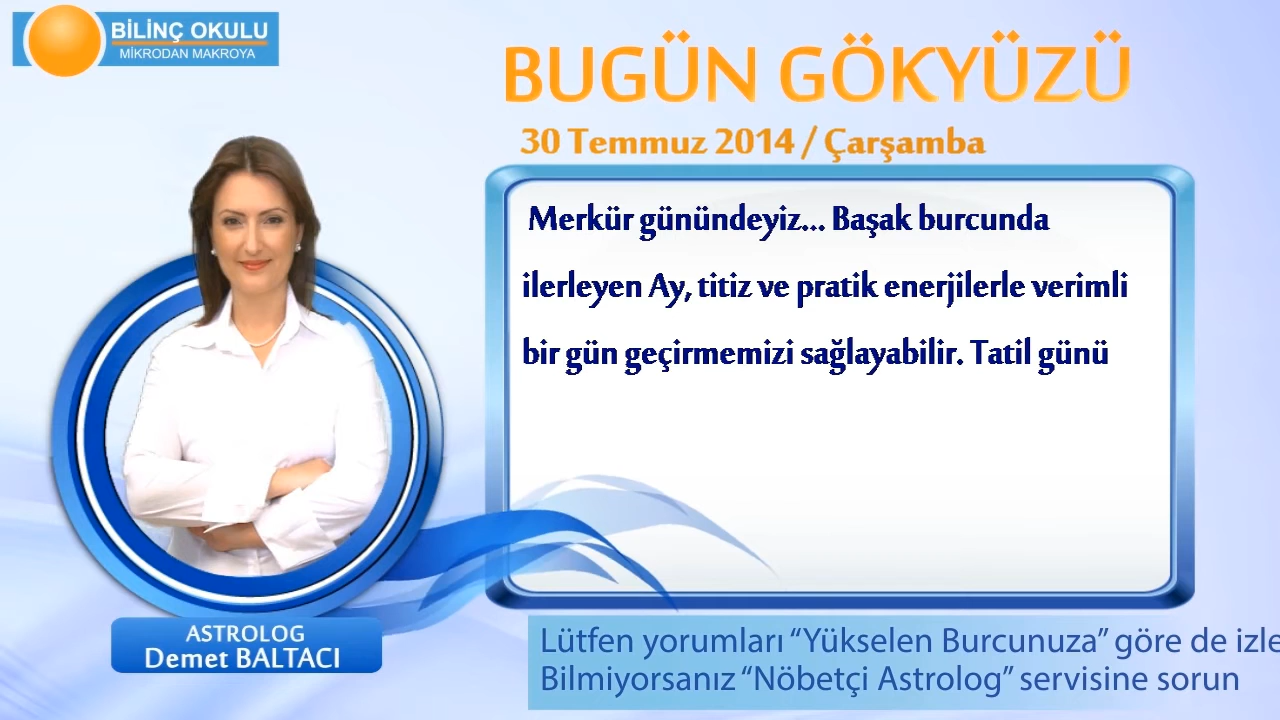 BİLİNÇ OKULU
MİKRODAN MAKROYA
BUGÜN GÖKYÜZÜ
30 Temmuz 2014 / Çarşamba
Merkür günündeyiz... Başak burcunda
ilerleyen Ay, titiz ve pratik enerjilerle verimli
bir gün geçirmemizi sağlayabilir. Tatil günü
ASTROLOG
Demet BALTACI
Lütfen yorumları “Yükselen Burcunuza” göre de izle
Bilmiyorsanız “Nöbetçi Astrolog” servisine sorun